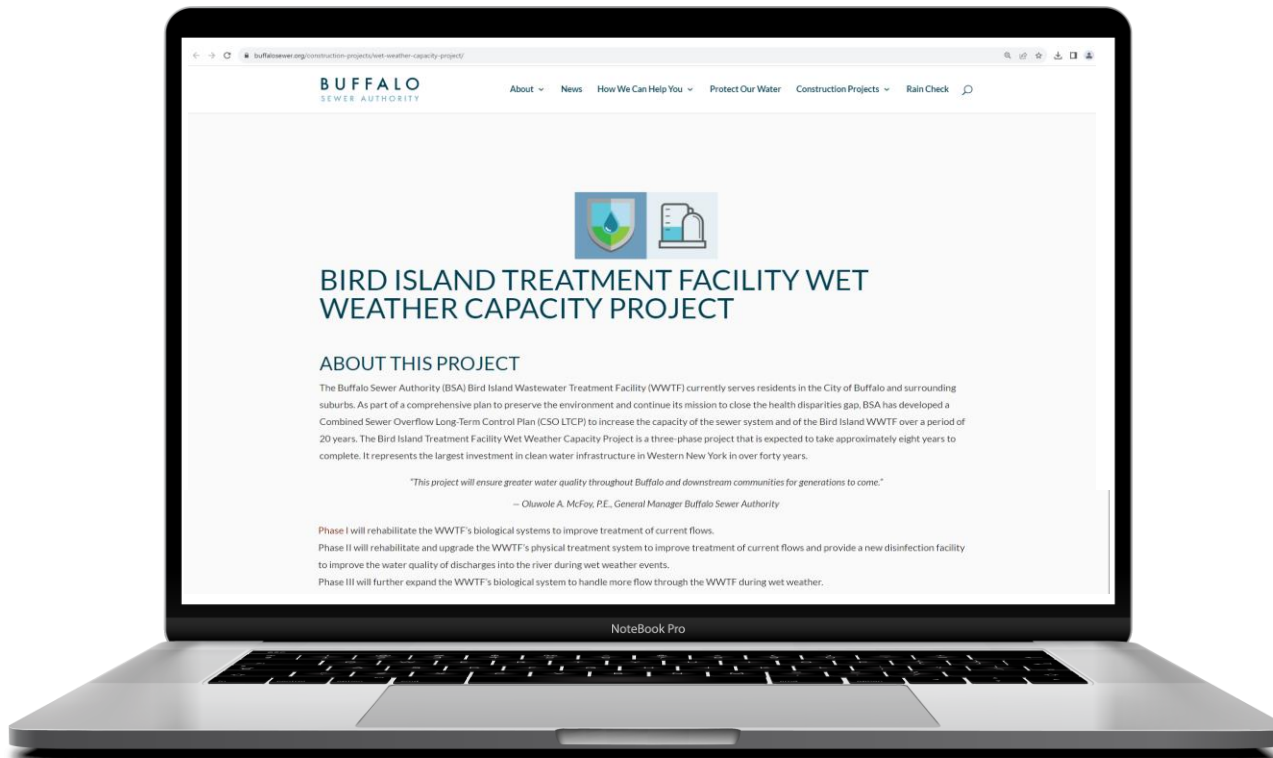 buffalosewer.org/construction-projects/wet-weather-capacity-project/
BUFFALO
SEWER AUTHORITY
About
News
How We Can Help You
Protect Our Water
Construction Projects
Rain Check
BIRD ISLAND TREATMENT FACILITY WET
WEATHER CAPACITY PROJECT
ABOUT THIS PROJECT
The Buffalo Sewer Authority (BSA) Bird Island Wastewater Treatment Facility (WWTF) currently serves residents in the City of Buffalo and surrounding
suburbs. As part of a comprehensive plan to preserve the environment and continue its mission to close the health disparities gap, BSA has developed a
Combined Sewer Overflow Long-Term Control Plan (CSO LTCP) to increase the capacity of the sewer system and of the Bird Island WWTF over a period of
20 years. The Bird Island Treatment Facility Wet Weather Capacity Project is a three-phase project that is expected to take approximately eight years to
complete. It represents the largest investment in clean water infrastructure in Western New York in over forty years.
"This project will ensure greater water quality throughout Buffalo and downstream communities for generations to come."
— Oluwole A. McFoy, P.E., General Manager Buffalo Sewer Authority
Phase I will rehabilitate the WWTF's biological systems to improve treatment of current flows.
Phase II will rehabilitate and upgrade the WWTF's physical treatment system to improve treatment of current flows and provide a new disinfection facility
to improve the water quality of discharges into the river during wet weather events.
Phase III will further expand the WWTF's biological system to handle more flow through the WWTF during wet weather.
NoteBook Pro